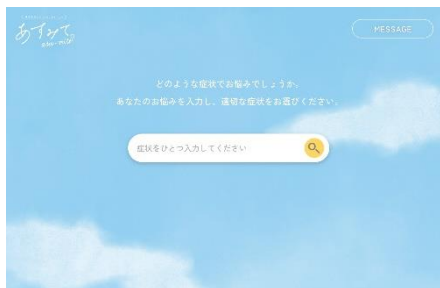 あすみて
asu-mite
MESSAGE
どのような症状でお悩みでしょうか。
あなたのお悩みを入力し、適切な症状をお選びください。
症状をひとつ入力してください